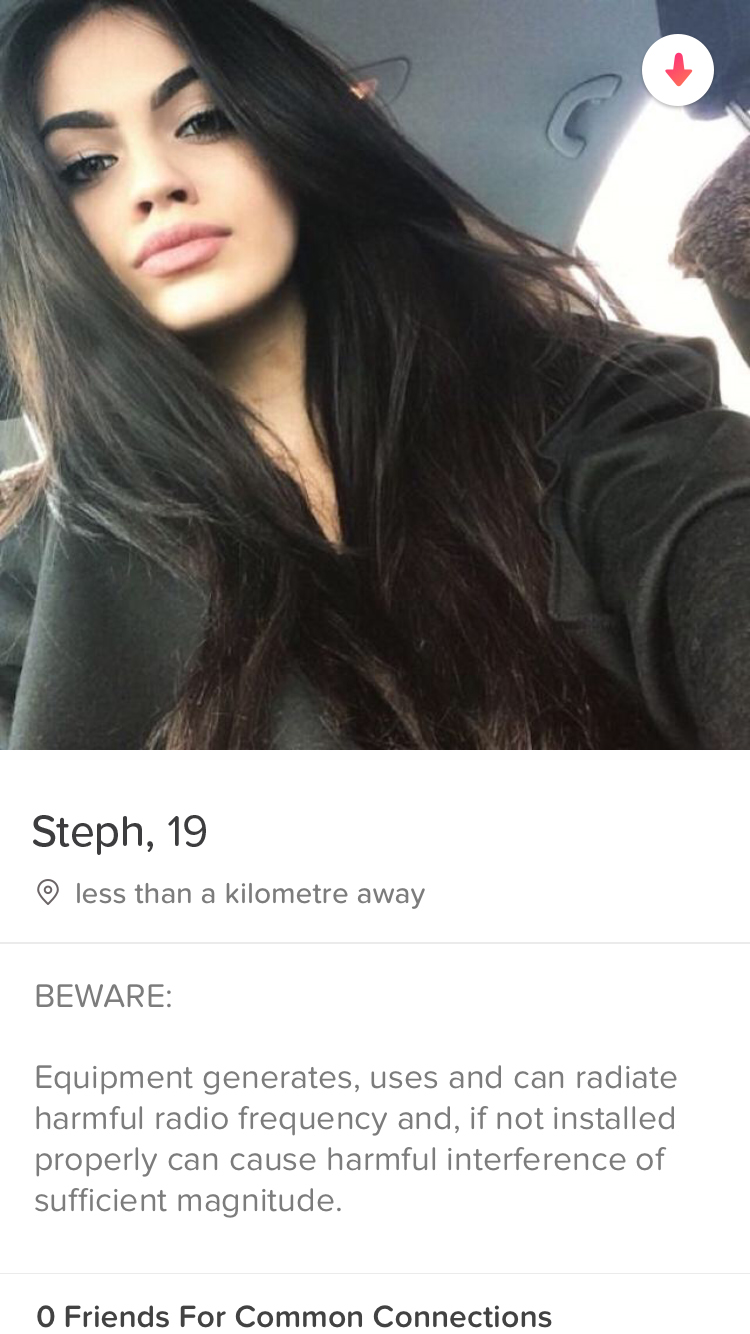 Steph, 19
less than a kilometre away
BEWARE:
Equipment generates, uses and can radiate
harmful radio frequency and, if not installed
properly can cause harmful interference of
sufficient magnitude.
0 Friends For Common Connections